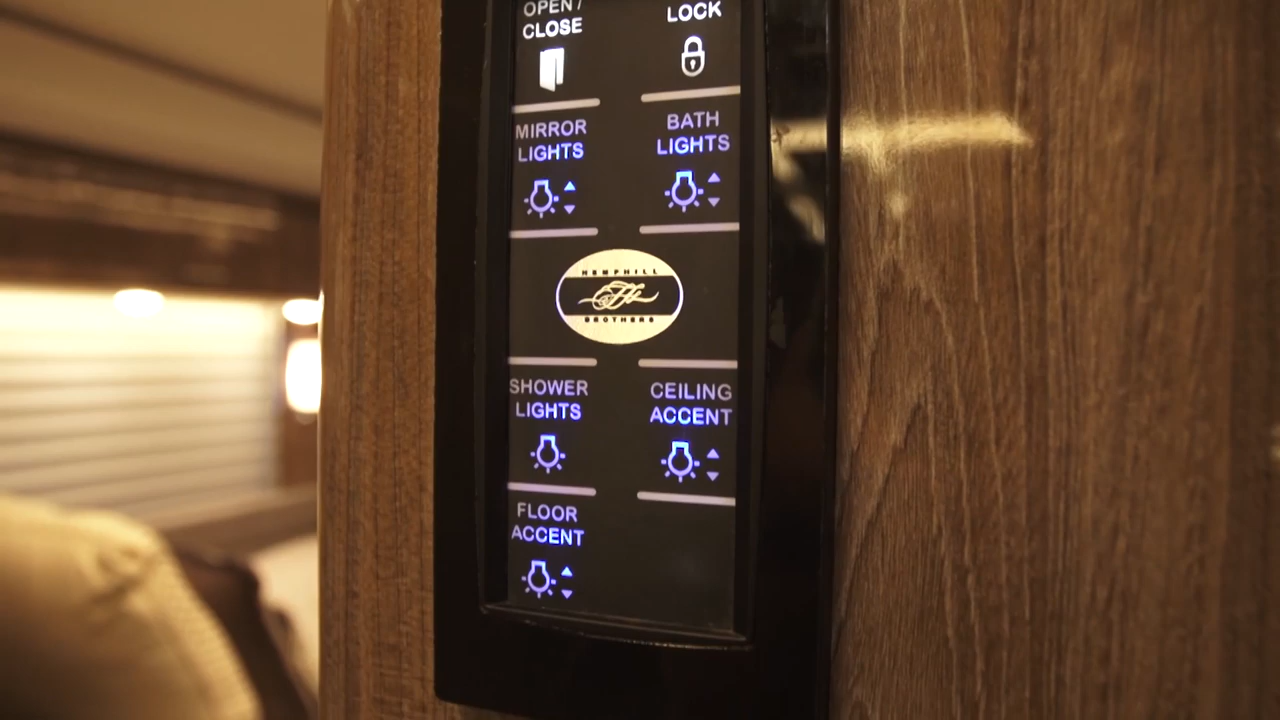 OPEN /
CLOSE
LOCK
MIRROR
LIGHTS
BATH
LIGHTS
HEMPHILL
BROTHERS
SHOWER
LIGHTS
CEILING
ACCENT
FLOOR
ACCENT